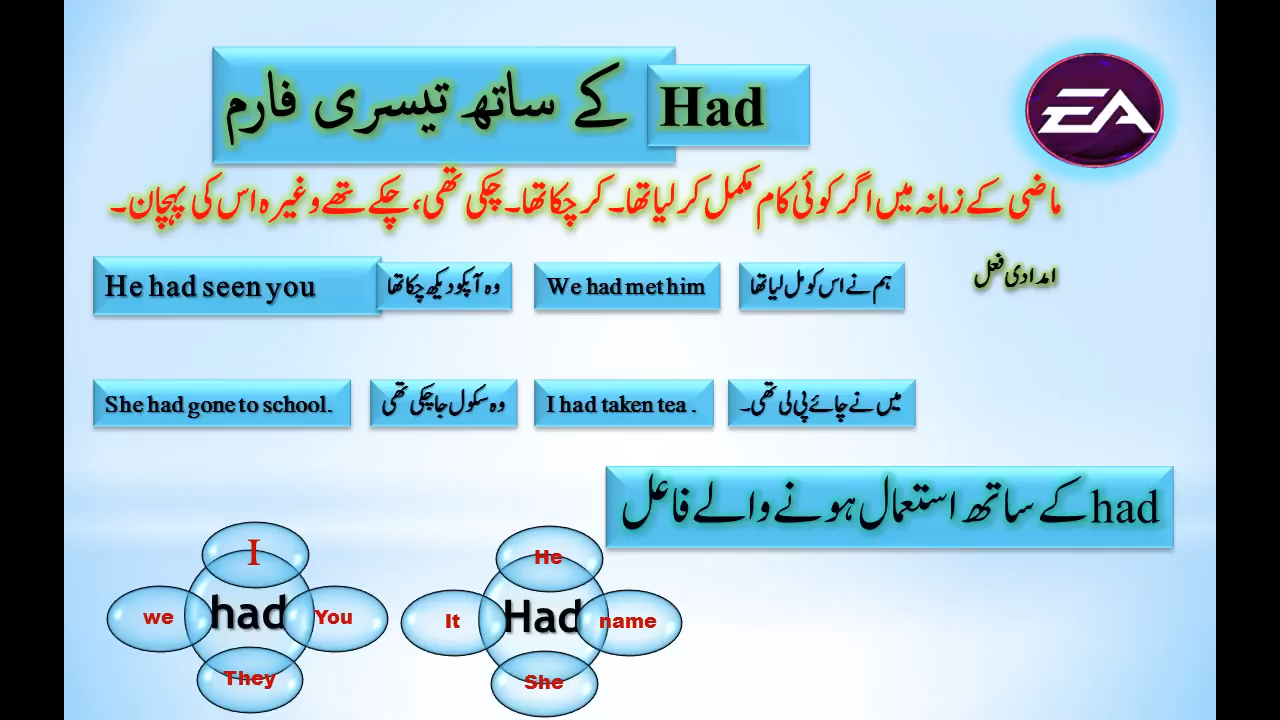 Had کے ساتھ تیسری فارم
EA
ماضی کے زمانہ میں اگر کوئی کام مکمل کر لیا تھا۔ کر چکا تھا۔ چکی تھی، چکے تھے وغیرہ اس کی پہچان۔
امدادی فعل
ہم نے اس کو مل لیا تھا
We had met him
وہ آپکو دیکھ چکا تھا
He had seen you
میں نے چائے پی لی تھی۔
I had taken tea .
وہ سکول جا چکی تھی
She had gone to school.
had کے ساتھ استعمال ہونے والے فاعل
I
we
had
You
They
He
It
Had
name
She